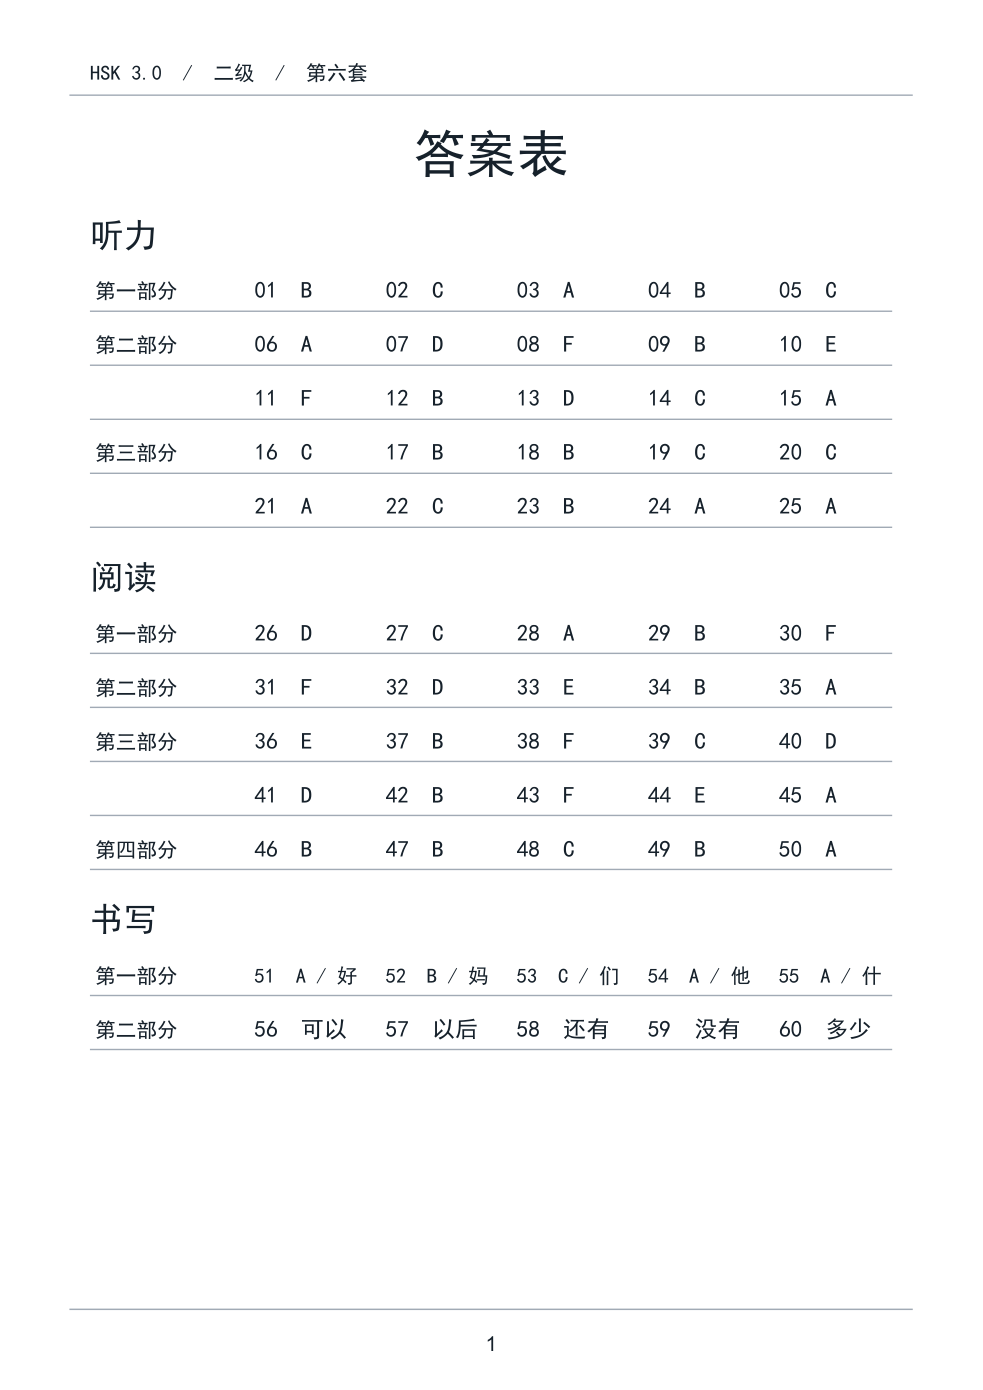 HSK 3.0 / 二级 / 第六套
答案表
听力
第一部分 01 B 02 C 03 A 04 B 05 C
第二部分 06 A 07 D 08 F 09 B 10 E
11 F 12 B 13 D 14 C 15 A
第三部分 16 C 17 B 18 B 19 C 20 C
21 A 22 C 23 B 24 A 25 A
阅读
第一部分 26 D 27 C 28 A 29 B 30 F
第二部分 31 F 32 D 33 E 34 B 35 A
第三部分 36 E 37 B 38 F 39 C 40 D
41 D 42 B 43 F 44 E 45 A
第四部分 46 B 47 B 48 C 49 B 50 A
书写
第一部分 51 A / 好 52 B / 妈 53 C / 们 54 A / 他 55 A / 什
第二部分 56 可以 57 以后 58 还有 59 没有 60 多少
1